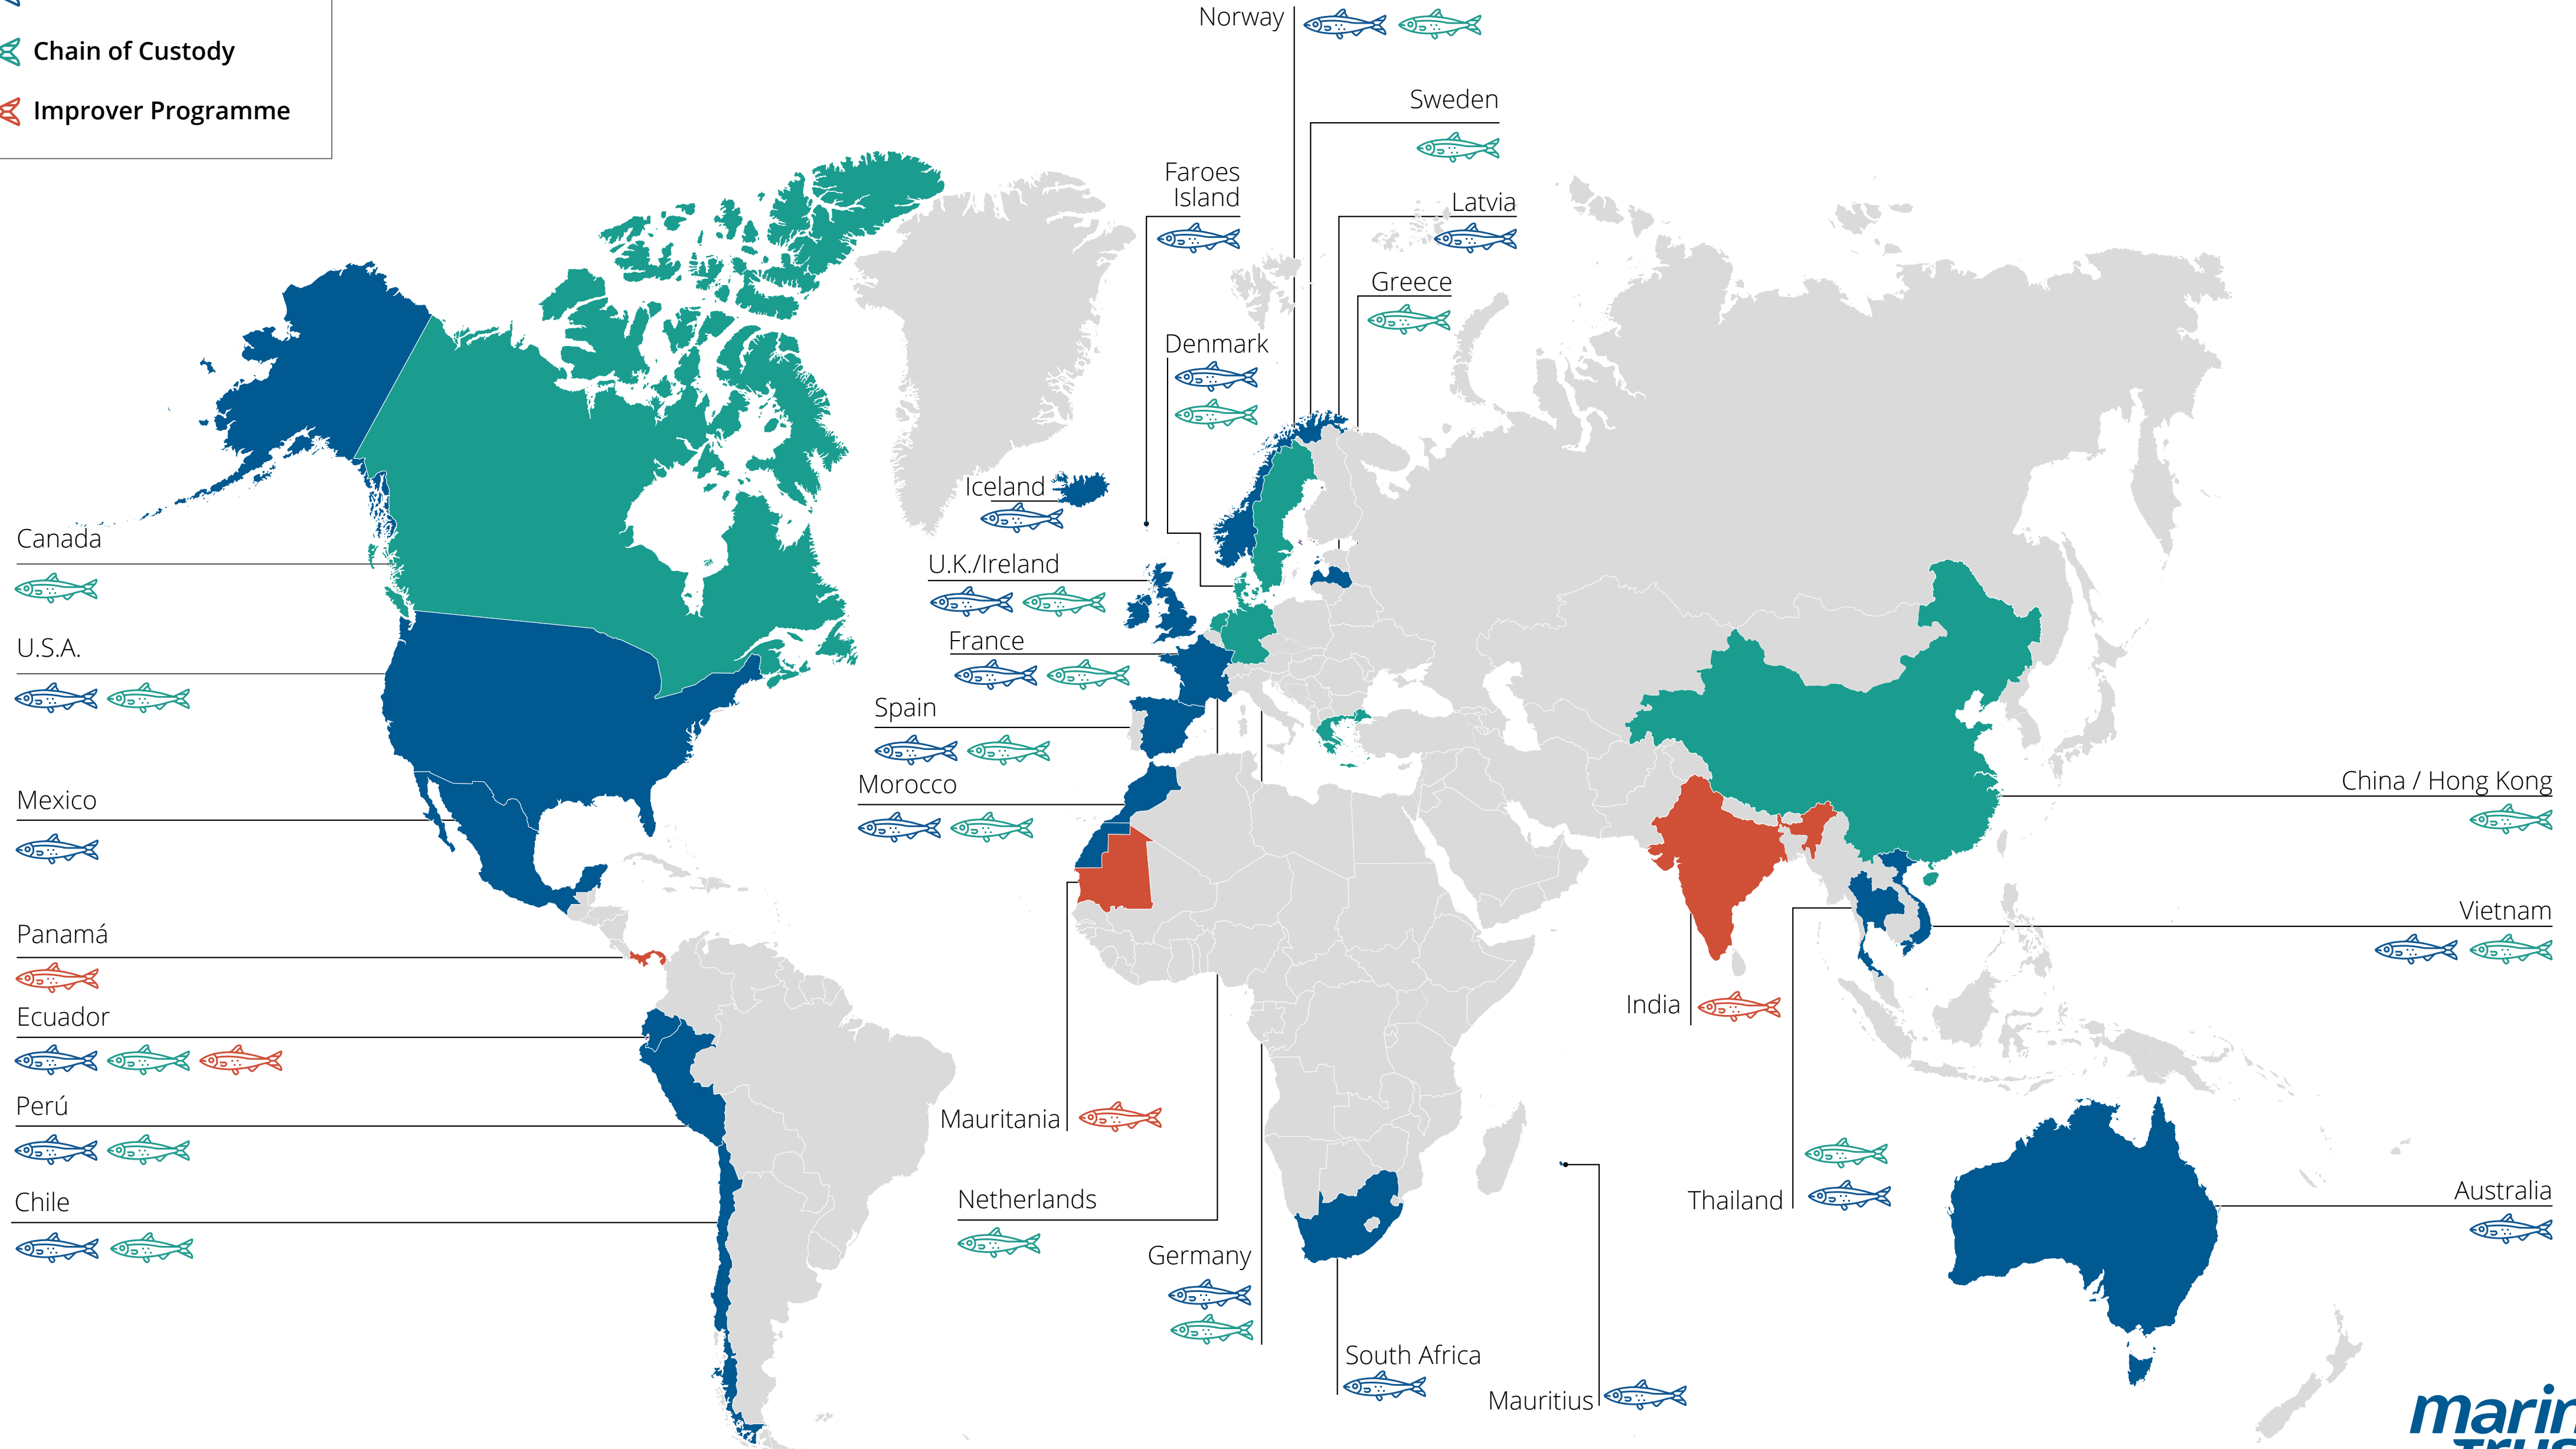 Chain of Custody
Improver Programme
Norway
Sweden
Faroes
Island
Latvia
Greece
Denmark
Iceland
Canada
U.K./Ireland
France
U.S.A.
Spain
Morocco
Mexico
China / Hong Kong
Vietnam
Panamá
India
Ecuador
Perú
Mauritania
Thailand
Australia
Chile
Netherlands
Germany
South Africa
Mauritius